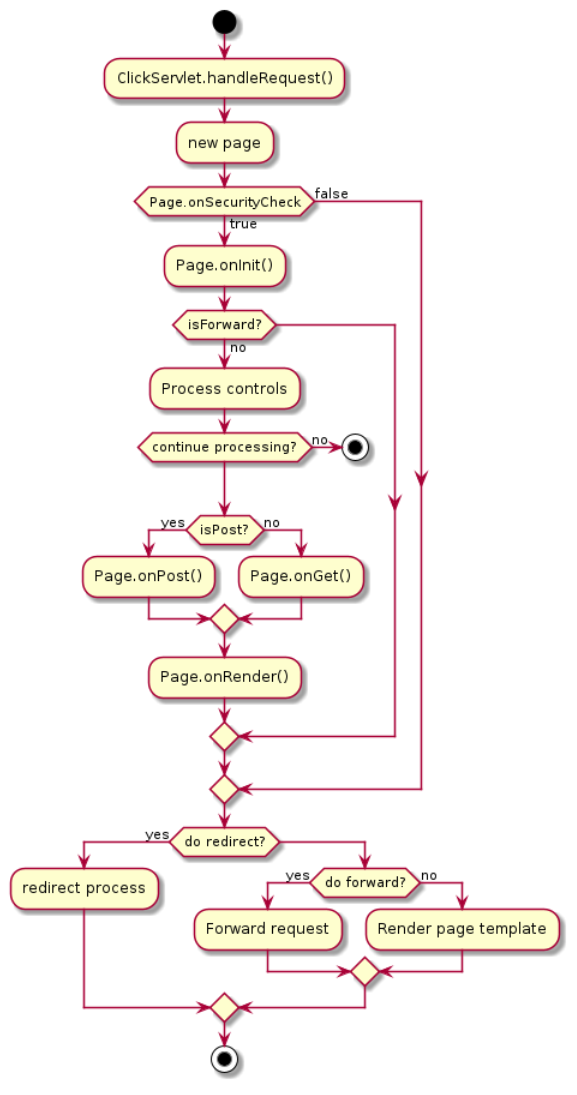 ClickServlet.handleRequest()
new page
Page.onSecurityCheck
false
true
Page.onInit()
isForward?
no
Process controls
continue processing?
no
isPost?
yes
no
Page.onPost()
Page.onGet()
Page.onRender()
do redirect?
yes
redirect process
do forward?
yes
no
Forward request
Render page template